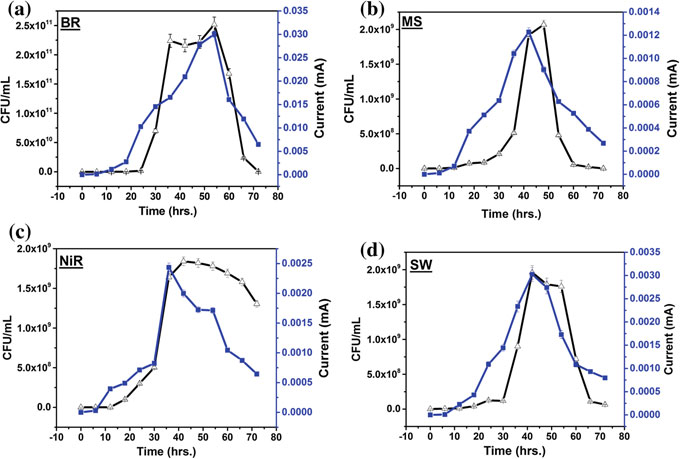 (a)
BR
2.5x10¹¹
2.0x10¹¹
1.5x10¹¹
1.0x10¹¹
5.0x10¹⁰
0.0
CFU/mL
0.035
0.030
0.025
0.020
0.015
0.010
0.005
0.000
Current (mA)
-10 0 10 20 30 40 50 60 70 80
Time (hrs.)
(b)
MS
2.0x10⁹
1.5x10⁹
1.0x10⁹
5.0x10⁸
0.0
CFU/mL
0.0014
0.0012
0.0010
0.0008
0.0006
0.0004
0.0002
0.0000
Current (mA)
-10 0 10 20 30 40 50 60 70 80
Time (hrs.)
(c)
NiR
2.0x10⁹
1.5x10⁹
1.0x10⁹
5.0x10⁸
0.0
CFU/mL
0.0025
0.0020
0.0015
0.0010
0.0005
0.0000
Current (mA)
-10 0 10 20 30 40 50 60 70 80
Time (hrs.)
(d)
SW
2.0x10⁹
1.5x10⁹
1.0x10⁹
5.0x10⁸
0.0
CFU/mL
0.0035
0.0030
0.0025
0.0020
0.0015
0.0010
0.0005
0.0000
Current (mA)
-10 0 10 20 30 40 50 60 70 80
Time (hrs.)